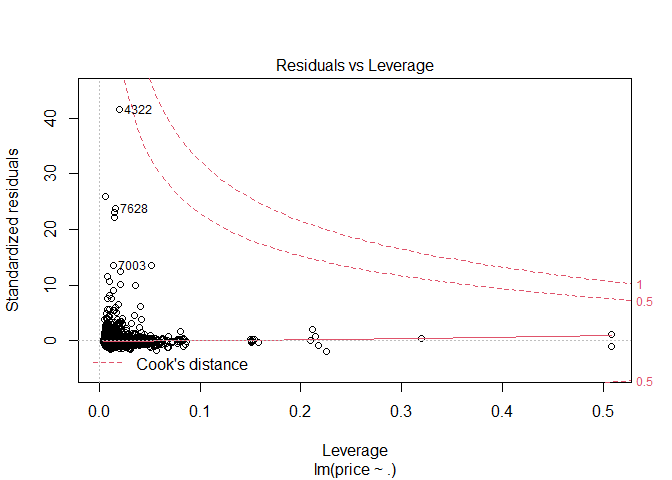 Residuals vs Leverage
Standardized residuals
40
30
20
10
0
4322
7628
7003
1
0.5
0.5
Cook's distance
0.0 0.1 0.2 0.3 0.4 0.5
Leverage
lm(price ~ .)